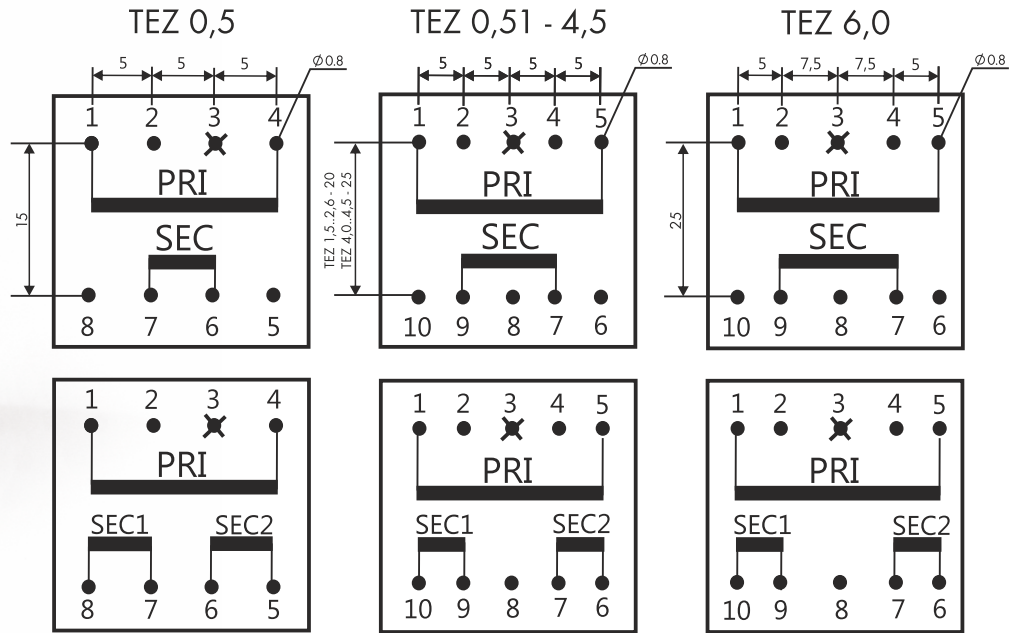 TEZ 0,5
TEZ 0,51 - 4,5
TEZ 6,0
5 5 5
Ø0.8
5 5 5 5
Ø0.8
5 7,5 7,5 5
Ø0.8
1 2 3 4
1 2 3 4 5
1 2 3 4 5
PRI
PRI
PRI
15
TEZ 1,5..2,6 - 20
TEZ 4,0..4,5 - 25
25
SEC
SEC
SEC
8 7 6 5
10 9 8 7 6
10 9 8 7 6
1 2 3 4
1 2 3 4 5
1 2 3 4 5
PRI
PRI
PRI
SEC1 SEC2
SEC1 SEC2
SEC1 SEC2
8 7 6 5
10 9 8 7 6
10 9 8 7 6